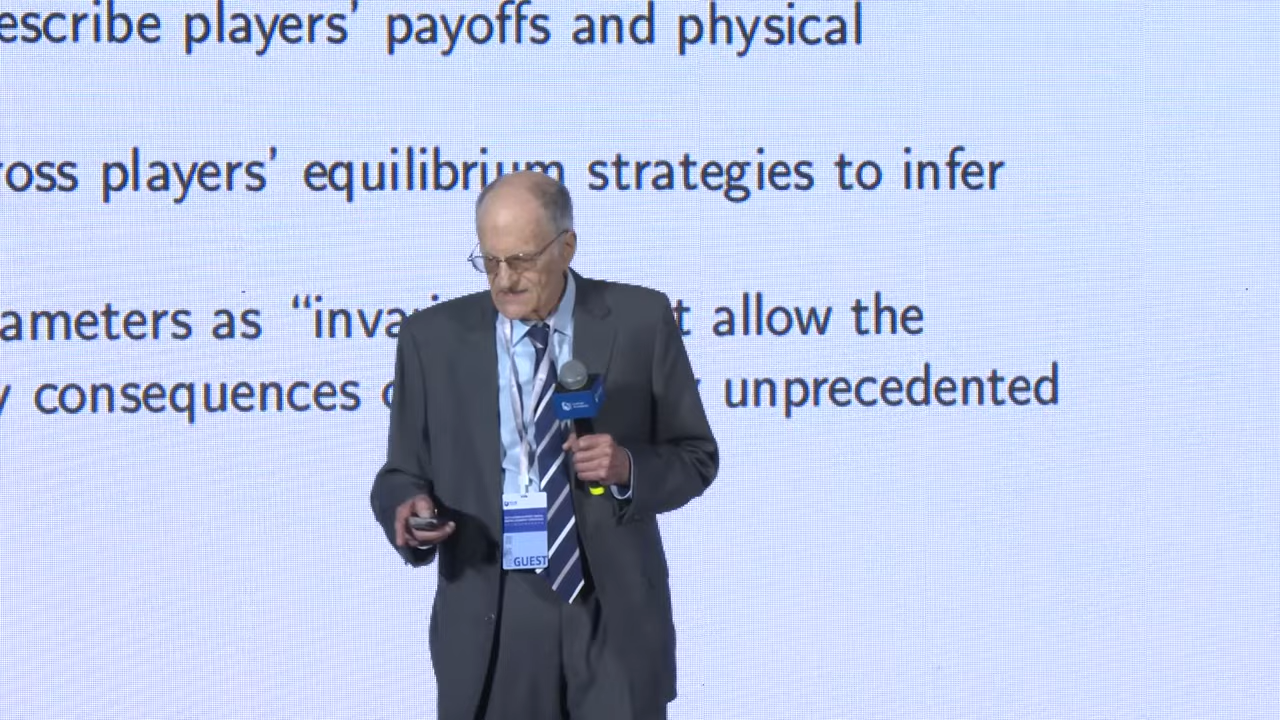 escribe players' payoffs and physical
ross players' equilibrium strategies to infer
ameters as “inva t allow the
y consequences unprecedented
GUEST